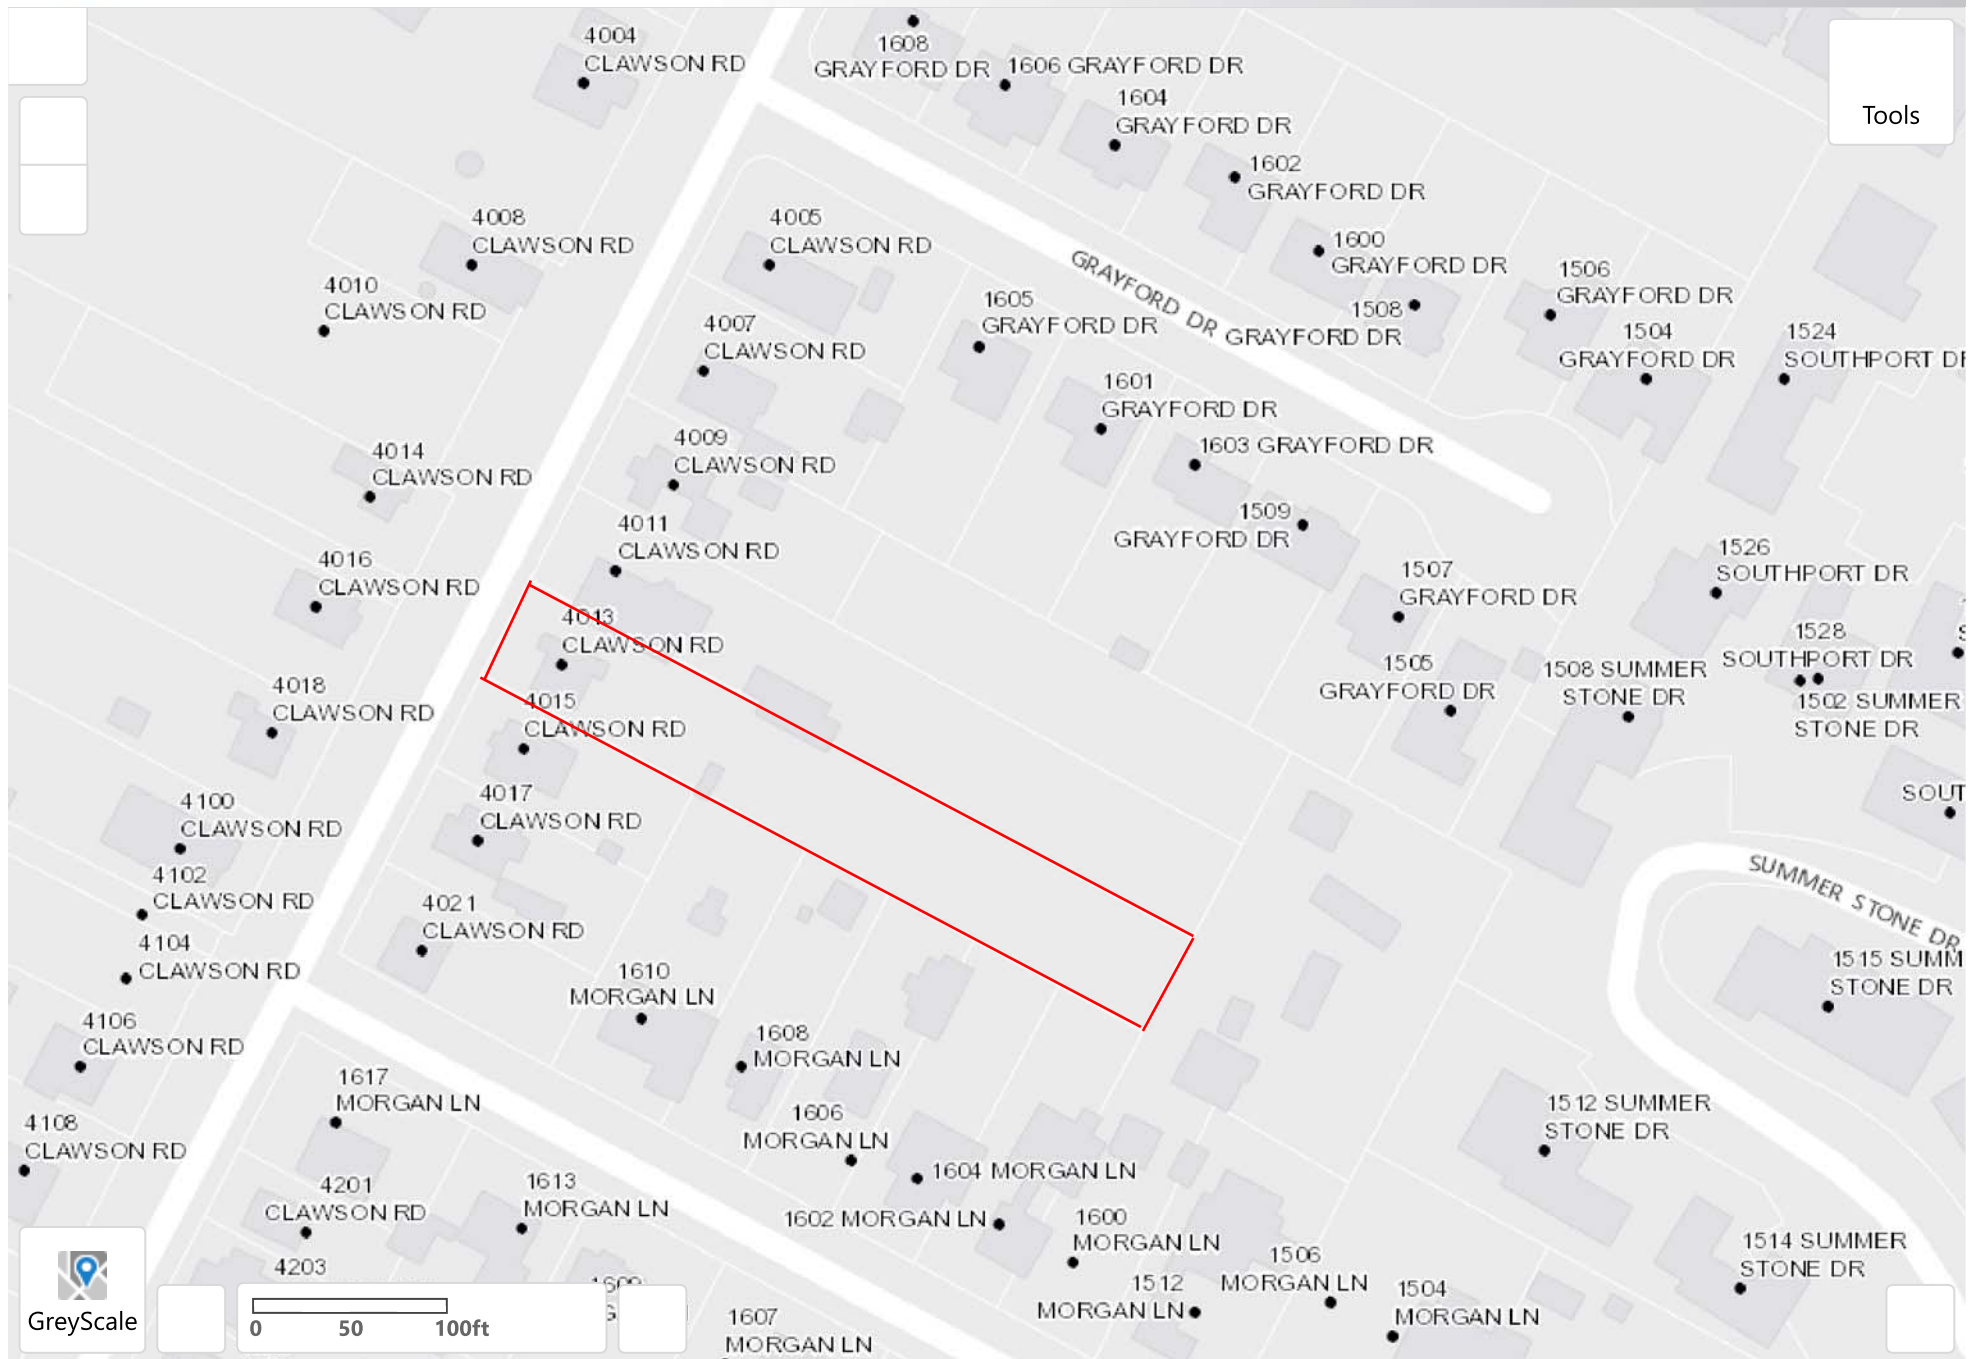 4004
CLAWSON RD
1608
GRAYFORD DR
1606 GRAYFORD DR
1604
GRAYFORD DR
Tools
1602
GRAYFORD DR
4008
CLAWSON RD
4005
CLAWSON RD
1600
GRAYFORD DR
GRAYFORD DR
4010
CLAWSON RD
1605
GRAYFORD DR
1506
GRAYFORD DR
1508
GRAYFORD DR
4007
CLAWSON RD
1504
GRAYFORD DR
1524
SOUTHPORT DR
1601
GRAYFORD DR
4009
CLAWSON RD
1603 GRAYFORD DR
4014
CLAWSON RD
1509
GRAYFORD DR
4011
CLAWSON RD
1526
SOUTHPORT DR
4016
CLAWSON RD
1507
GRAYFORD DR
4013
CLAWSON RD
1528
SOUTHPORT DR
1505
GRAYFORD DR
1508 SUMMER
STONE DR
4018
CLAWSON RD
4015
CLAWSON RD
1502 SUMMER
STONE DR
4100
CLAWSON RD
4017
CLAWSON RD
SOUT
4102
CLAWSON RD
SUMMER STONE DR
4021
CLAWSON RD
4104
CLAWSON RD
1515 SUMM
STONE DR
1610
MORGAN LN
4106
CLAWSON RD
1608
MORGAN LN
1617
MORGAN LN
1606
MORGAN LN
1512 SUMMER
STONE DR
4108
CLAWSON RD
1604 MORGAN LN
4201
CLAWSON RD
1613
MORGAN LN
1602 MORGAN LN
1600
MORGAN LN
1514 SUMMER
STONE DR
4203
1506
MORGAN LN
1512
MORGAN LN
1504
MORGAN LN
1607
MORGAN LN
GreyScale
0 50 100ft